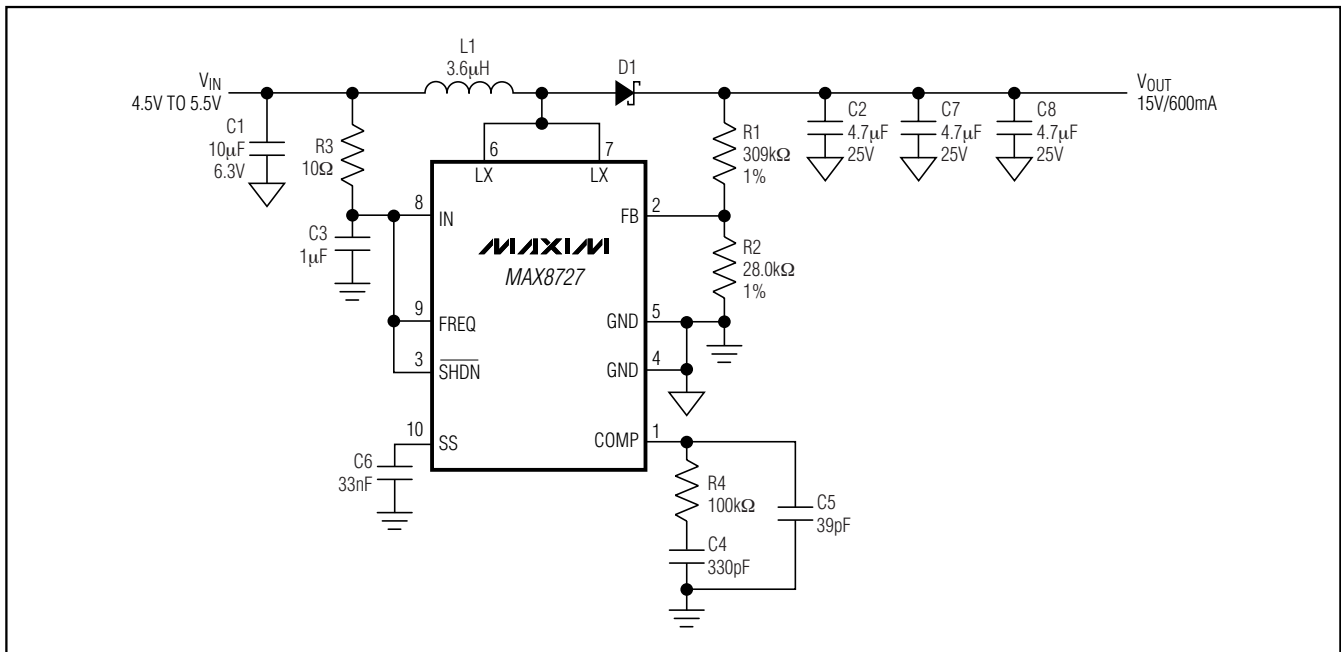 L1
3.6µH
D1
VIN
4.5V TO 5.5V
VOUT
15V/600mA
C1
10µF
6.3V
R3
10Ω
C2
4.7µF
25V
C7
4.7µF
25V
C8
4.7µF
25V
R1
309kΩ
1%
6
7
LX
LX
8
IN
FB
2
C3
1µF
MAXIM
MAX8727
R2
28.0kΩ
1%
9
FREQ
GND
5
3
SHDN
GND
4
10
SS
COMP
1
C6
33nF
R4
100kΩ
C5
39pF
C4
330pF